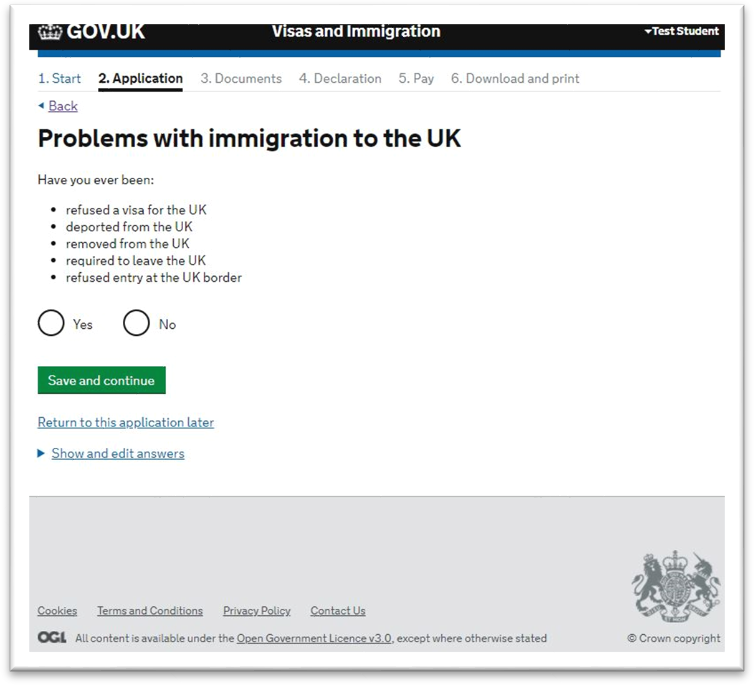 GOV.UK Visas and Immigration Test Student
1. Start 2. Application 3. Documents 4. Declaration 5. Pay 6. Download and print
Back
Problems with immigration to the UK
Have you ever been:
refused a visa for the UK
deported from the UK
removed from the UK
required to leave the UK
refused entry at the UK border
Yes No
Save and continue
Return to this application later
Show and edit answers
Cookies Terms and Conditions Privacy Policy Contact Us
OGL All content is available under the Open Government Licence v3.0, except where otherwise stated © Crown copyright